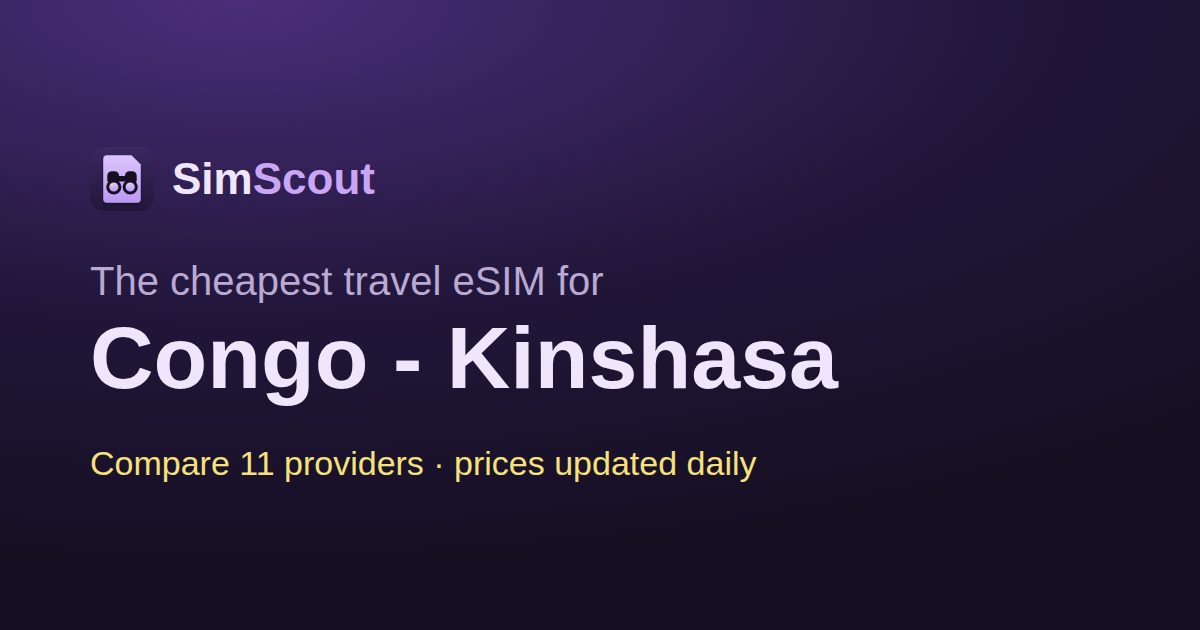 SimScout
The cheapest travel eSIM for
Congo - Kinshasa
Compare 11 providers · prices updated daily